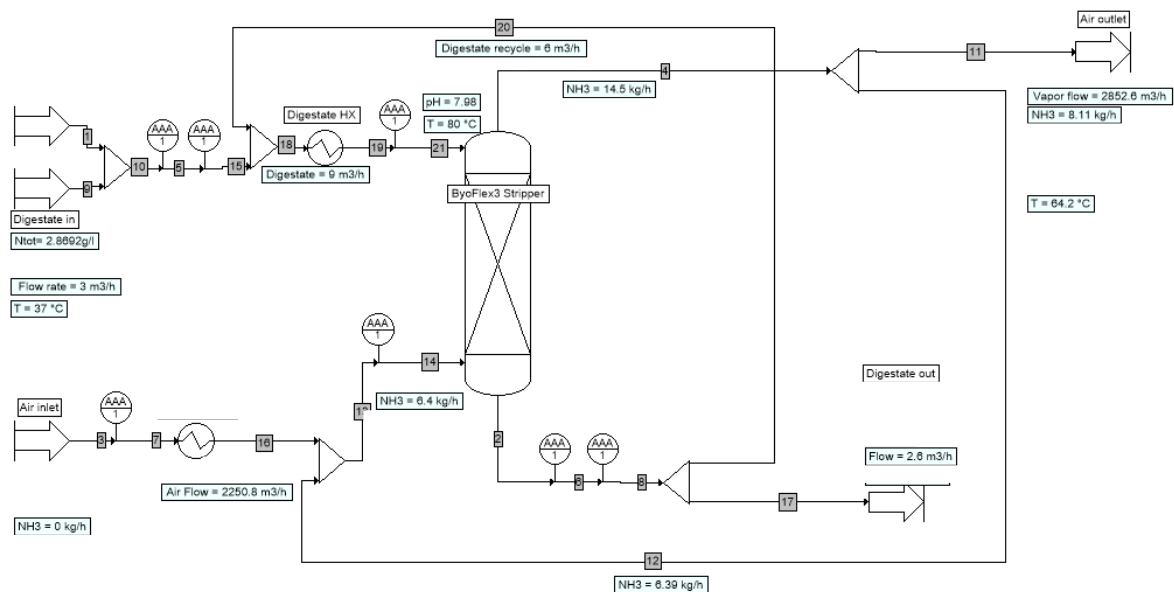 20
Digestate recycle = 6 m3/h
Air outlet
11
4
NH3 = 14.5 kg/h
Vapor flow = 2852.6 m3/h
NH3 = 8.11 kg/h
T = 64.2 °C
pH = 7.98
T = 80 °C
Digestate HX
AAA
1
AAA
1
AAA
1
1
10
5
15
18
19
21
9
Digestate = 9 m3/h
ByoFlex3 Stripper
Digestate in
Ntot= 2.8692g/l
Flow rate = 3 m3/h
T = 37 °C
AAA
1
14
NH3 = 6.4 kg/h
Digestate out
Air inlet
AAA
1
3
7
16
Air Flow = 2250.8 m3/h
NH3 = 0 kg/h
2
AAA
1
AAA
1
6
8
Flow = 2.6 m3/h
17
12
NH3 = 6.39 kg/h